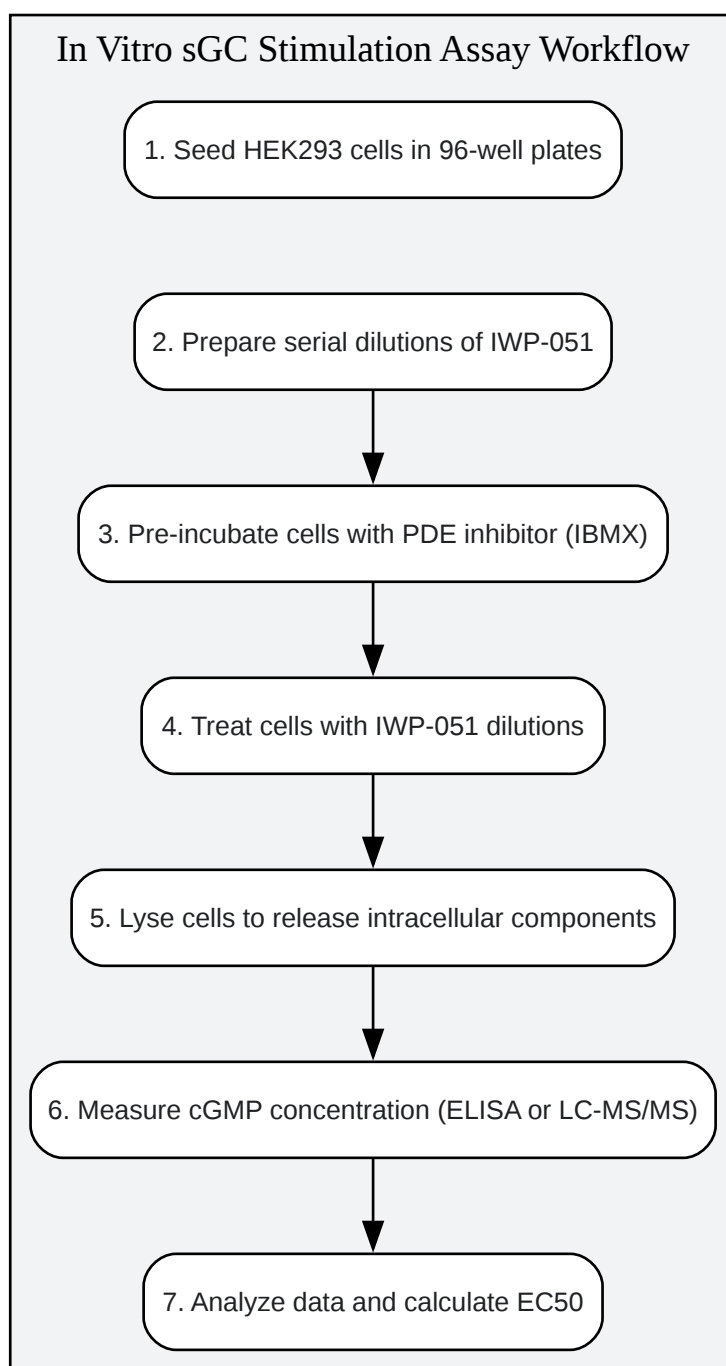 In Vitro sGC Stimulation Assay Workflow
1. Seed HEK293 cells in 96-well plates
2. Prepare serial dilutions of IWP-051
3. Pre-incubate cells with PDE inhibitor (IBMX)
4. Treat cells with IWP-051 dilutions
5. Lyse cells to release intracellular components
6. Measure cGMP concentration (ELISA or LC-MS/MS)
7. Analyze data and calculate EC50